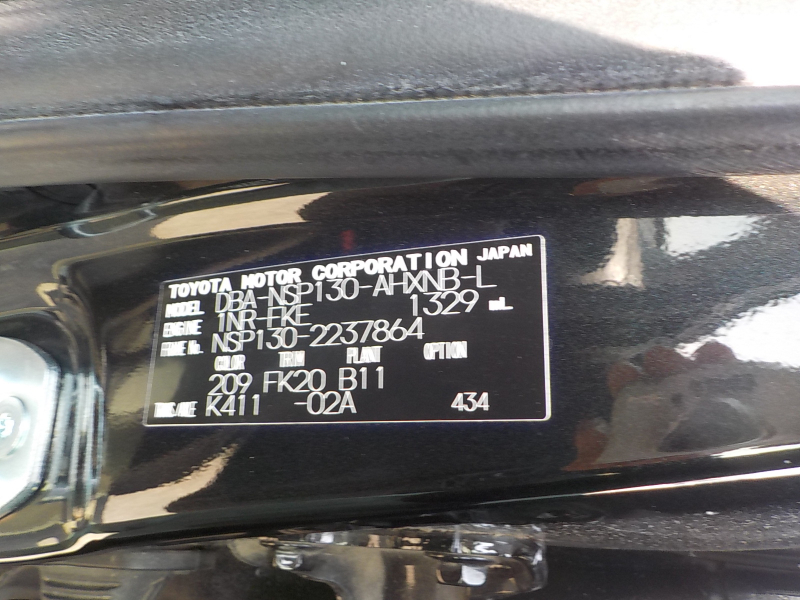 TOYOTA MOTOR CORPORATION JAPAN
MODEL DBA-NSP130-AHXNB-L
ENGINE 1NR-FKE 1329 mL
FRAME No. NSP130-2237864
COLOR TRIM PLANT OPTION
209 FK20 B11
TRANS/AXLE K411 -02A 434